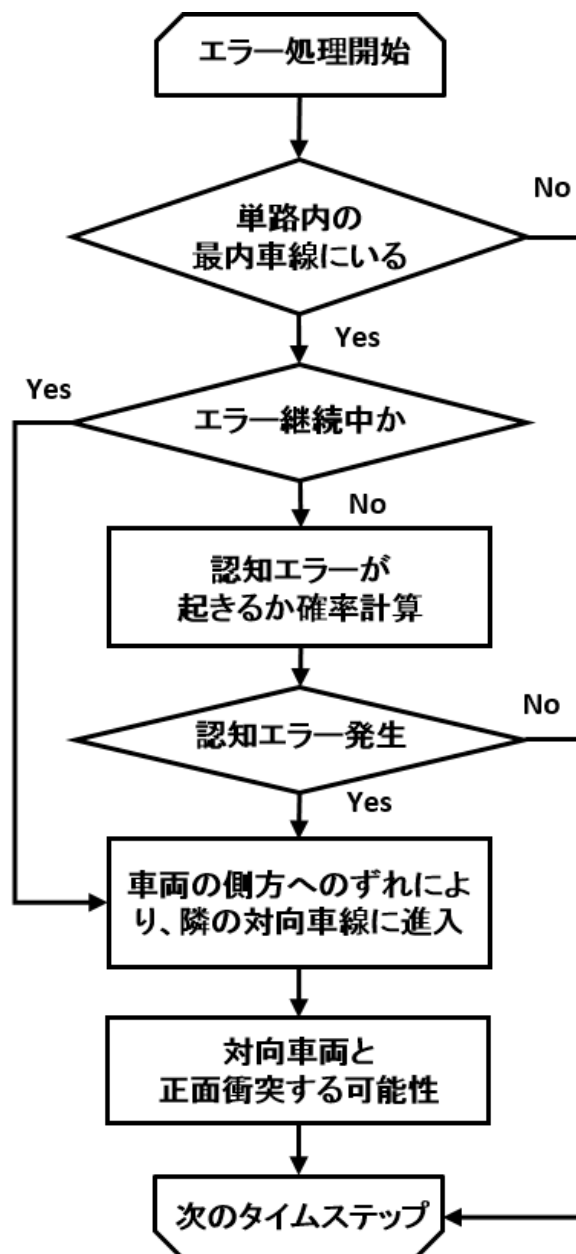 エラー処理開始
No
単路内の
最内車線にいる
Yes
Yes
エラー継続中か
No
認知エラーが
起きるか確率計算
No
認知エラー発生
Yes
車両の側方へのずれによ
り、隣の対向車線に進入
対向車両と
正面衝突する可能性
次のタイムステップ